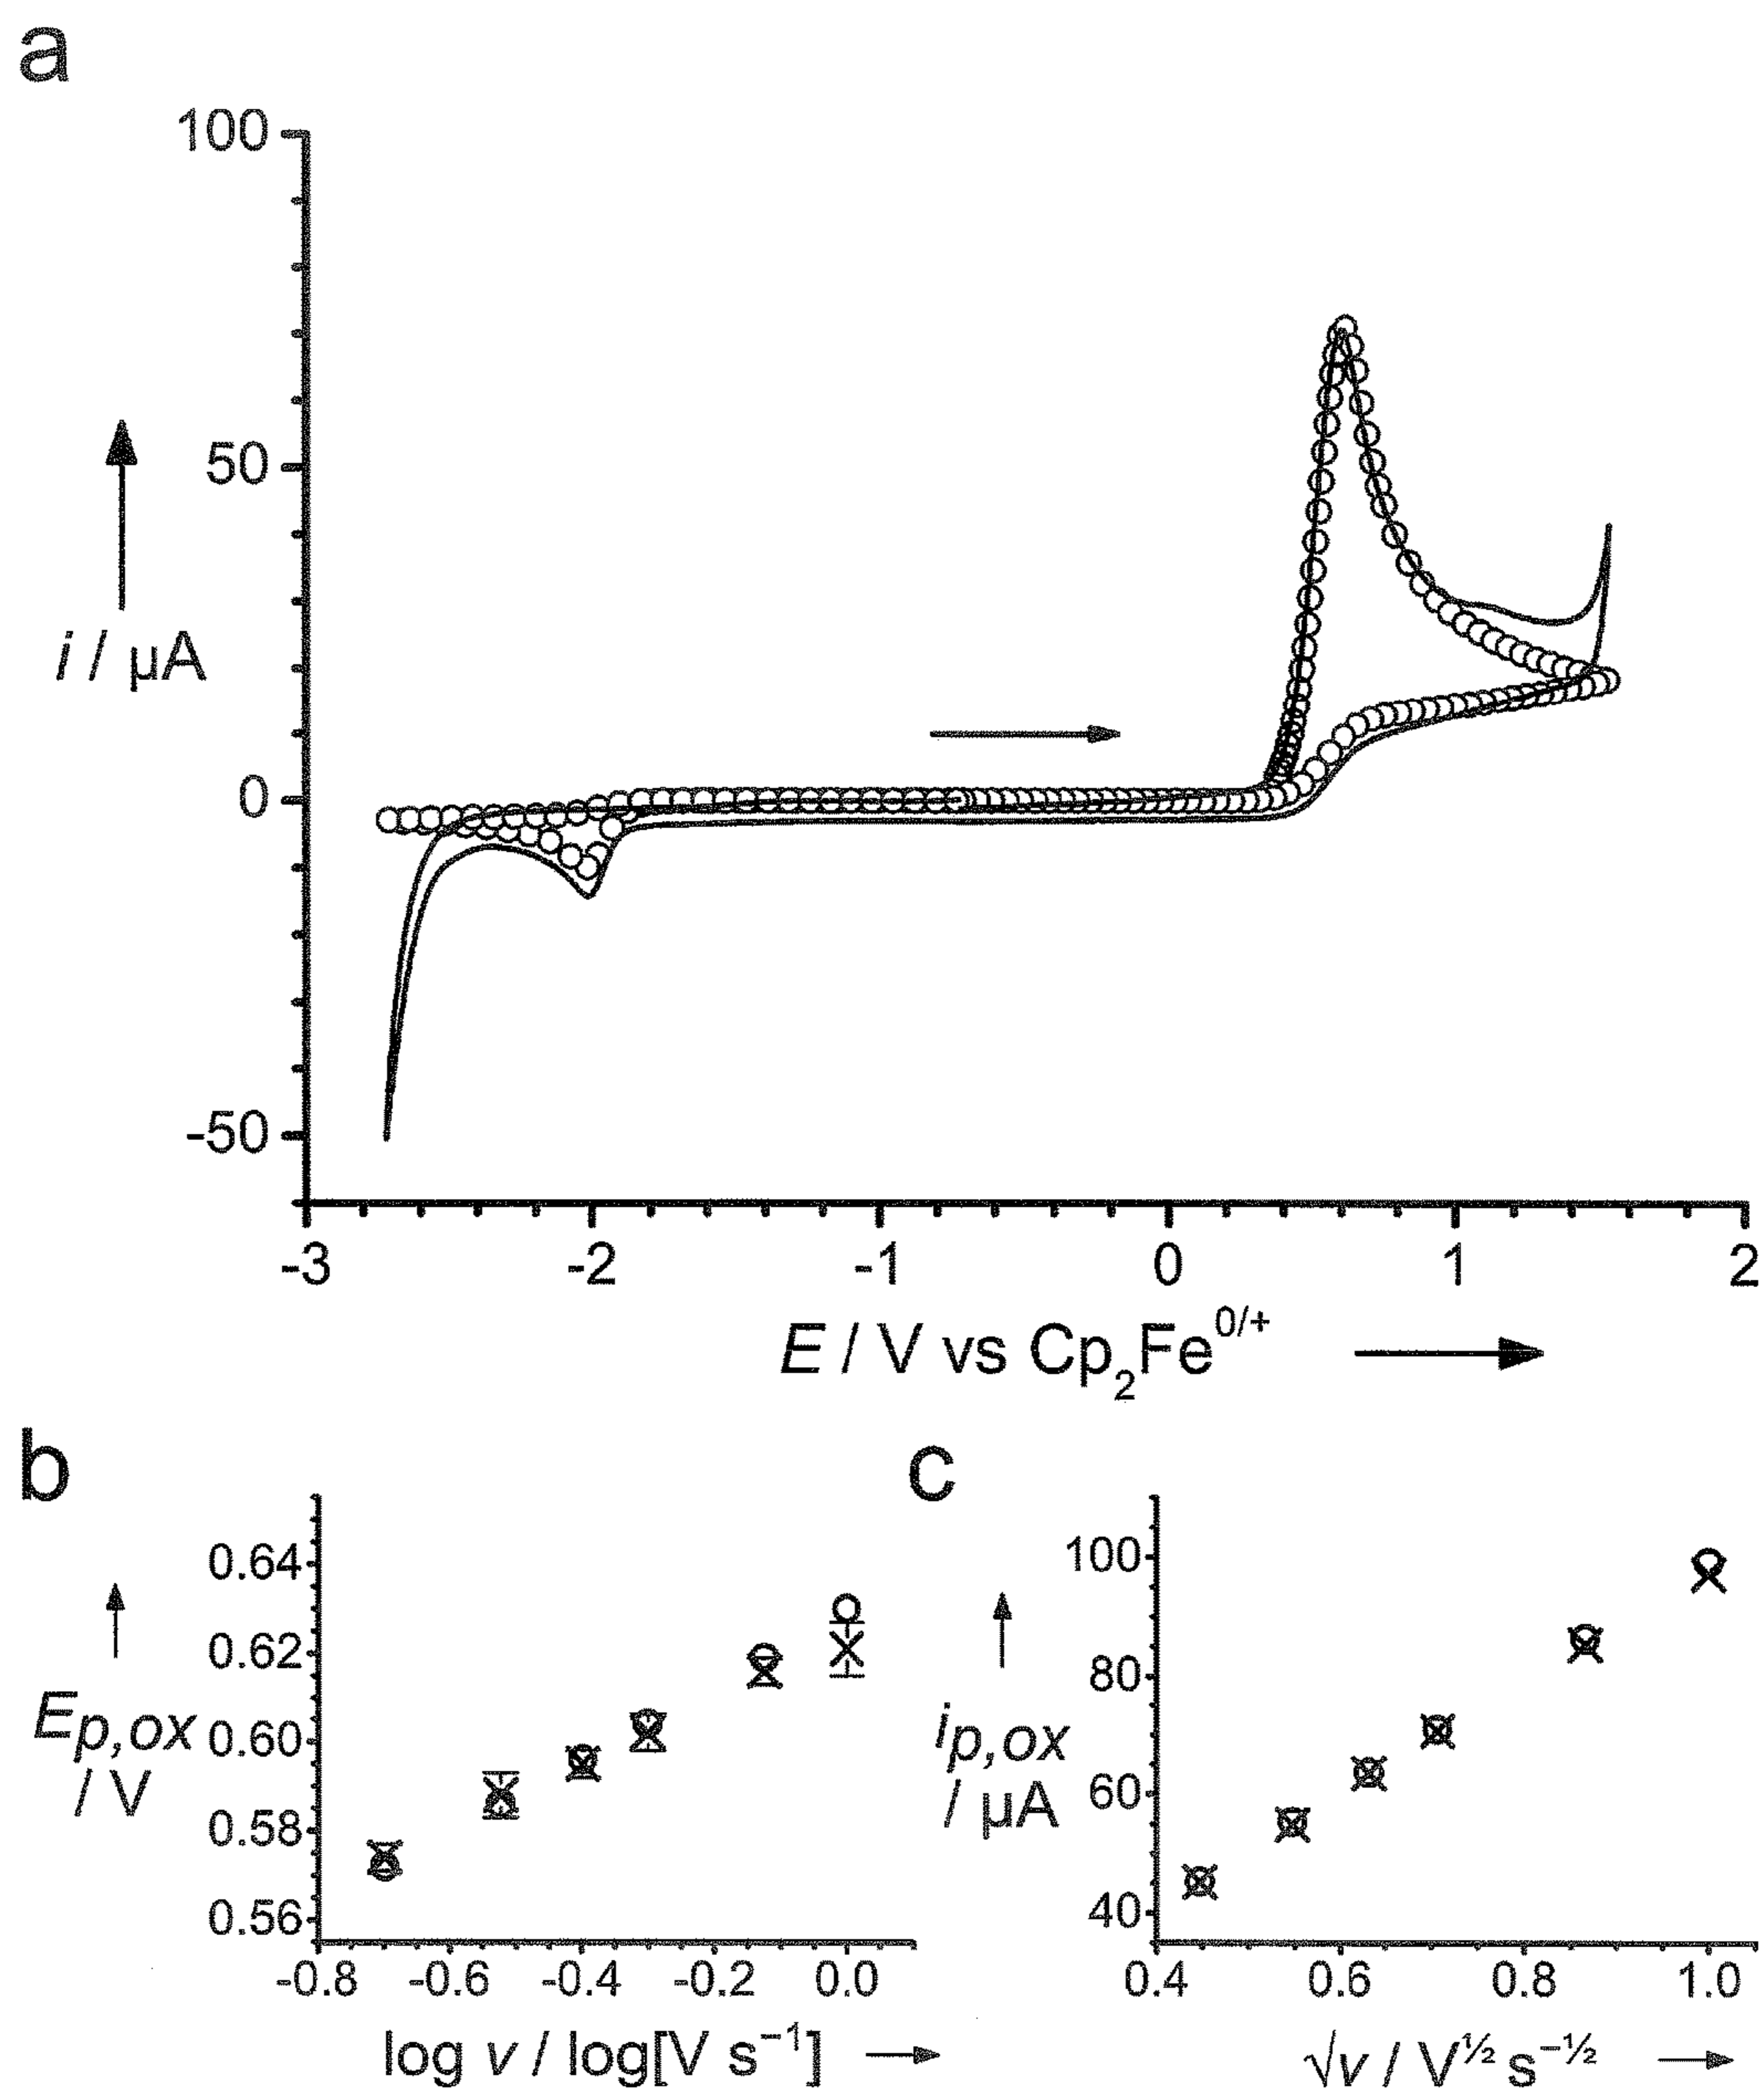 a
100
50
i / µA
0
-50
-3 -2 -1 0 1 2
E / V vs Cp₂Fe⁰/⁺
b c
0.64
0.62
Ep,ox 0.60
/ V
0.58
0.56
-0.8 -0.6 -0.4 -0.2 0.0
log v / log[V s⁻¹]
100
80
ip,ox
/ µA 60
40
0.4 0.6 0.8 1.0
√v / V^½ s^–½